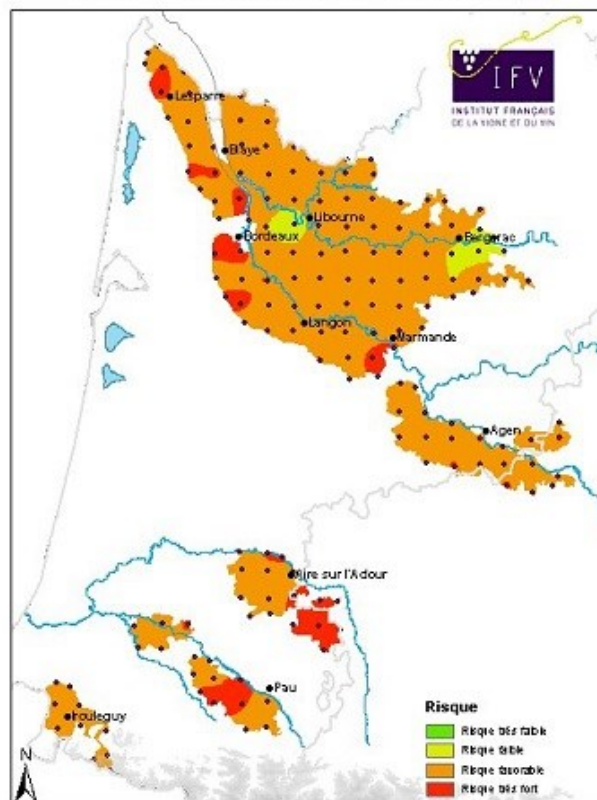 IFV
INSTITUT FRANÇAIS
DE LA VIGNE ET DU VIN
Lesparre
Blaye
Libourne
Bordeaux
Bergerac
Langon
Marmande
Agen
Aire sur l'Adour
Pau
Irouleguy
N
Risque
Risque très faible
Risque faible
Risque favorable
Risque très fort